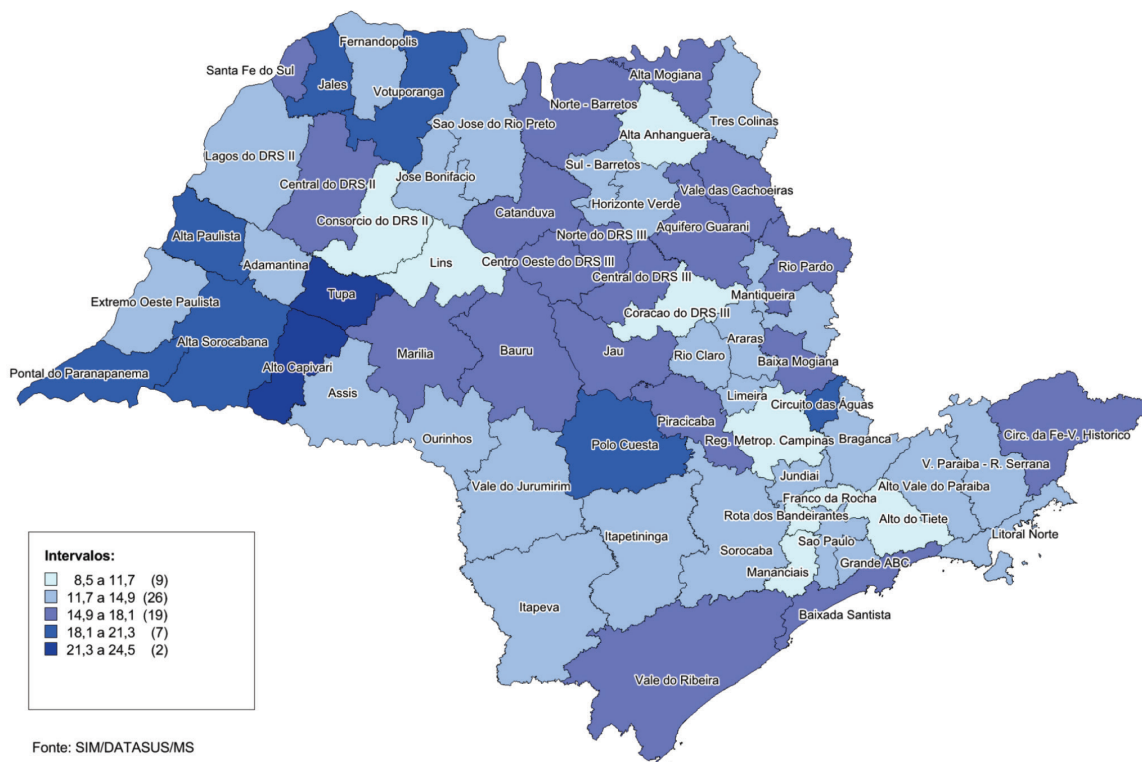 Fernandopolis
Santa Fe do Sul
Jales
Votuporanga
Alta Mogiana
Norte - Barretos
Tres Colinas
Sao Jose do Rio Preto
Alta Anhanguera
Lagos do DRS II
Sul - Barretos
Jose Bonifacio
Central do DRS II
Vale das Cachoeiras
Horizonte Verde
Catanduva
Consorcio do DRS II
Aquifero Guarani
Alta Paulista
Norte do DRS III
Lins
Centro Oeste do DRS III
Adamantina
Rio Pardo
Central do DRS III
Tupa
Mantiqueira
Extremo Oeste Paulista
Coracao do DRS III
Araras
Alta Sorocabana
Marilia
Bauru
Jau
Rio Claro
Baixa Mogiana
Alto Capivari
Pontal do Paranapanema
Assis
Limeira
Circuito das Águas
Piracicaba
Circ. da Fe-V. Historico
Ourinhos
Polo Cuesta
Reg. Metrop. Campinas
Braganca
V. Paraiba - R. Serrana
Jundiai
Vale do Jurumirim
Alto Vale do Paraiba
Franco da Rocha
Rota dos Bandeirantes
Alto do Tiete
Itapetininga
Litoral Norte
Sao Paulo
Sorocaba
Grande ABC
Mananciais
Itapeva
Baixada Santista
Vale do Ribeira
Intervalos:
8,5 a 11,7 (9)
11,7 a 14,9 (26)
14,9 a 18,1 (19)
18,1 a 21,3 (7)
21,3 a 24,5 (2)
Fonte: SIM/DATASUS/MS